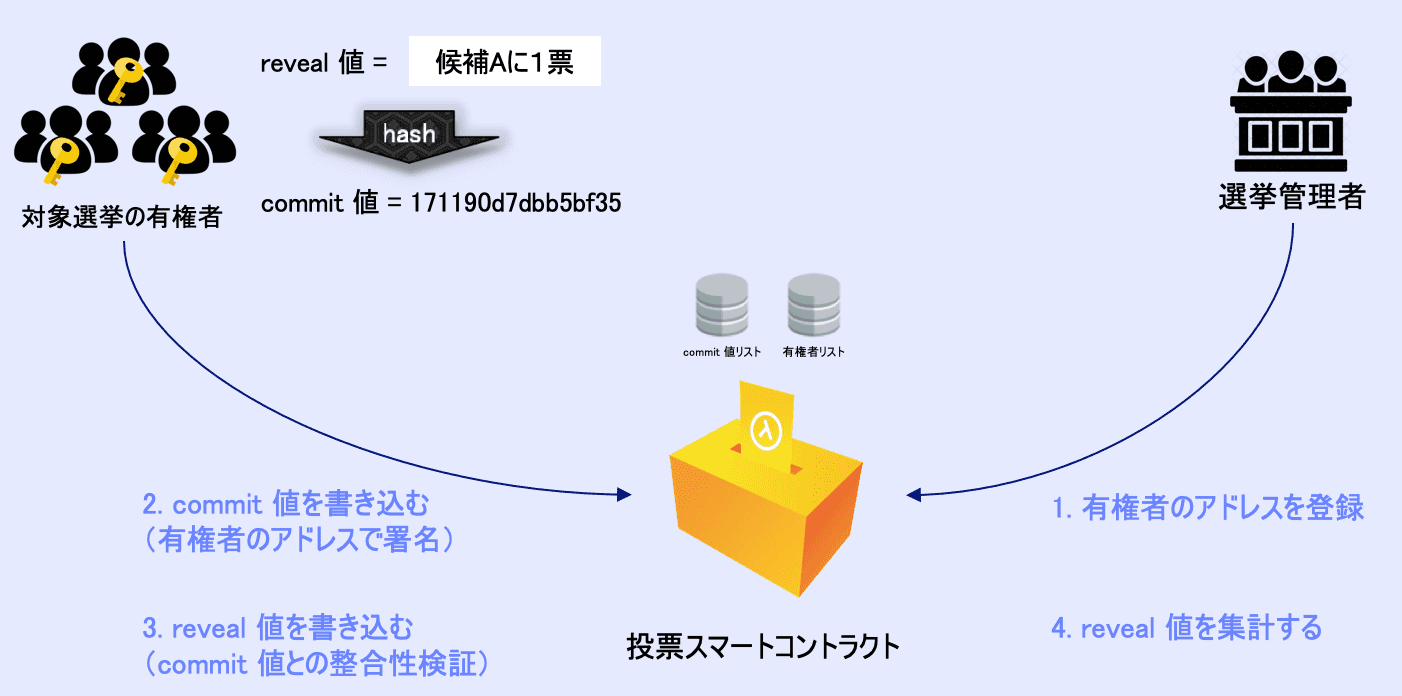 reveal 値 = 候補Aに1票
hash
commit 値 = 171190d7dbb5bf35
対象選挙の有権者
選挙管理者
commit 値リスト
有権者リスト
λ
2. commit 値を書き込む
（有権者のアドレスで署名）
3. reveal 値を書き込む
（commit 値との整合性検証）
1. 有権者のアドレスを登録
4. reveal 値を集計する
投票スマートコントラクト